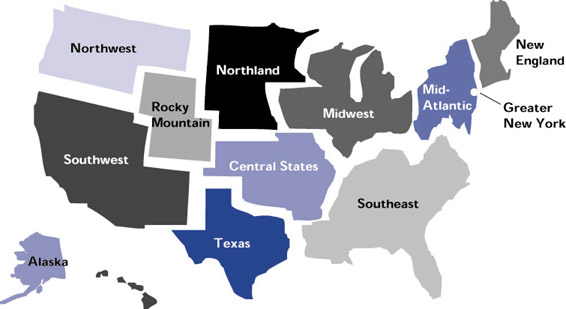 Northwest
Northland
New
England
Rocky
Mountain
Midwest
Mid-
Atlantic
Greater
New York
Southwest
Central States
Southeast
Texas
Alaska